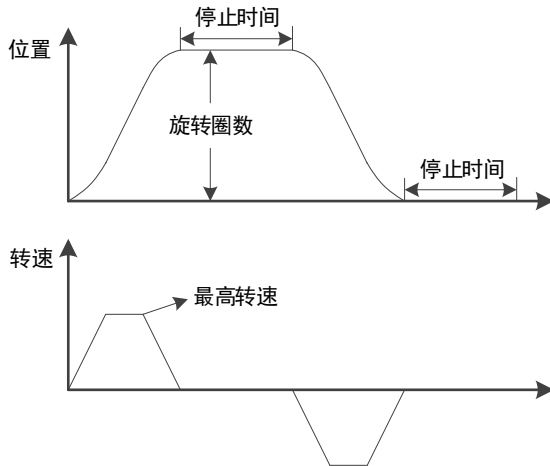 停止时间
位置
旋转圈数
停止时间
转速
最高转速